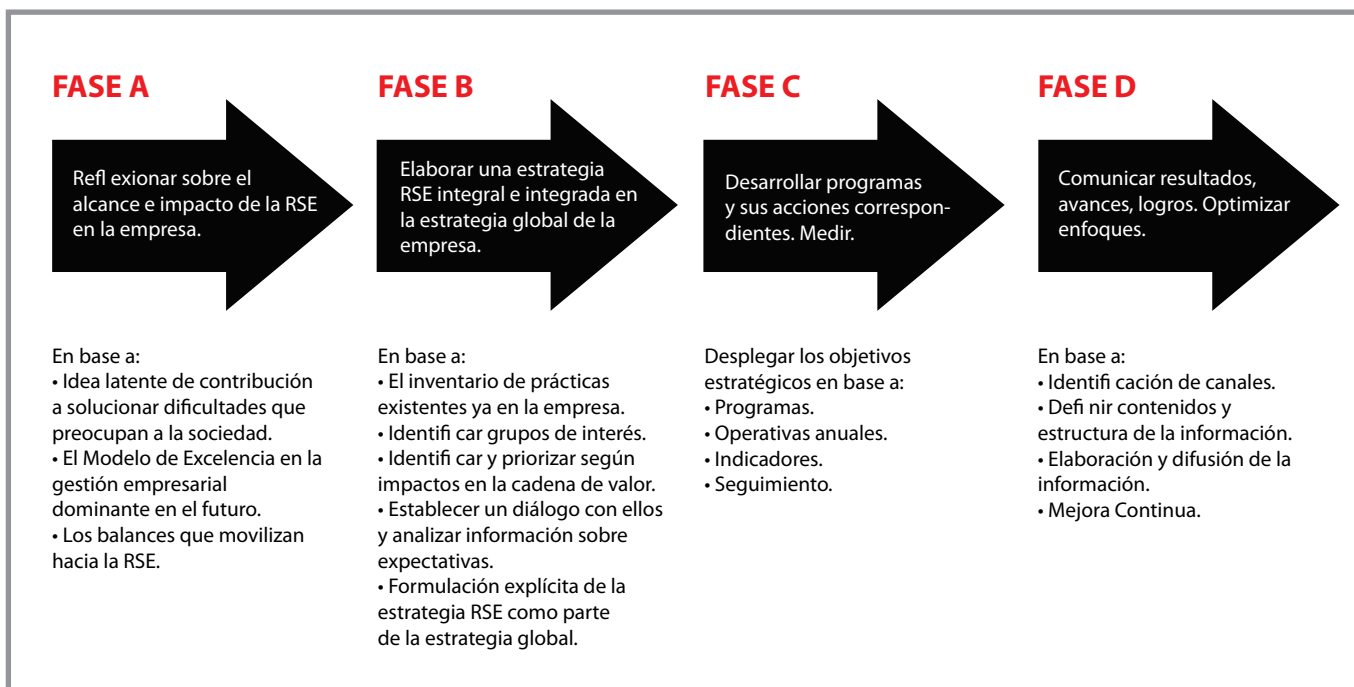 FASE A
Refl exionar sobre el
alcance e impacto de la RSE
en la empresa.
En base a:
• Idea latente de contribución
a solucionar dificultades que
preocupan a la sociedad.
• El Modelo de Excelencia en la
gestión empresarial
dominante en el futuro.
• Los balances que movilizan
hacia la RSE.
FASE B
Elaborar una estrategia
RSE integral e integrada en
la estrategia global de la
empresa.
En base a:
• El inventario de prácticas
existentes ya en la empresa.
• Identifi car grupos de interés.
• Identifi car y priorizar según
impactos en la cadena de valor.
• Establecer un diálogo con ellos
y analizar información sobre
expectativas.
• Formulación explícita de la
estrategia RSE como parte
de la estrategia global.
FASE C
Desarrollar programas
y sus acciones correspon-
dientes. Medir.
Desplegar los objetivos
estratégicos en base a:
• Programas.
• Operativas anuales.
• Indicadores.
• Seguimiento.
FASE D
Comunicar resultados,
avances, logros. Optimizar
enfoques.
En base a:
• Identifi cación de canales.
• Defi nir contenidos y
estructura de la información.
• Elaboración y difusión de la
información.
• Mejora Continua.